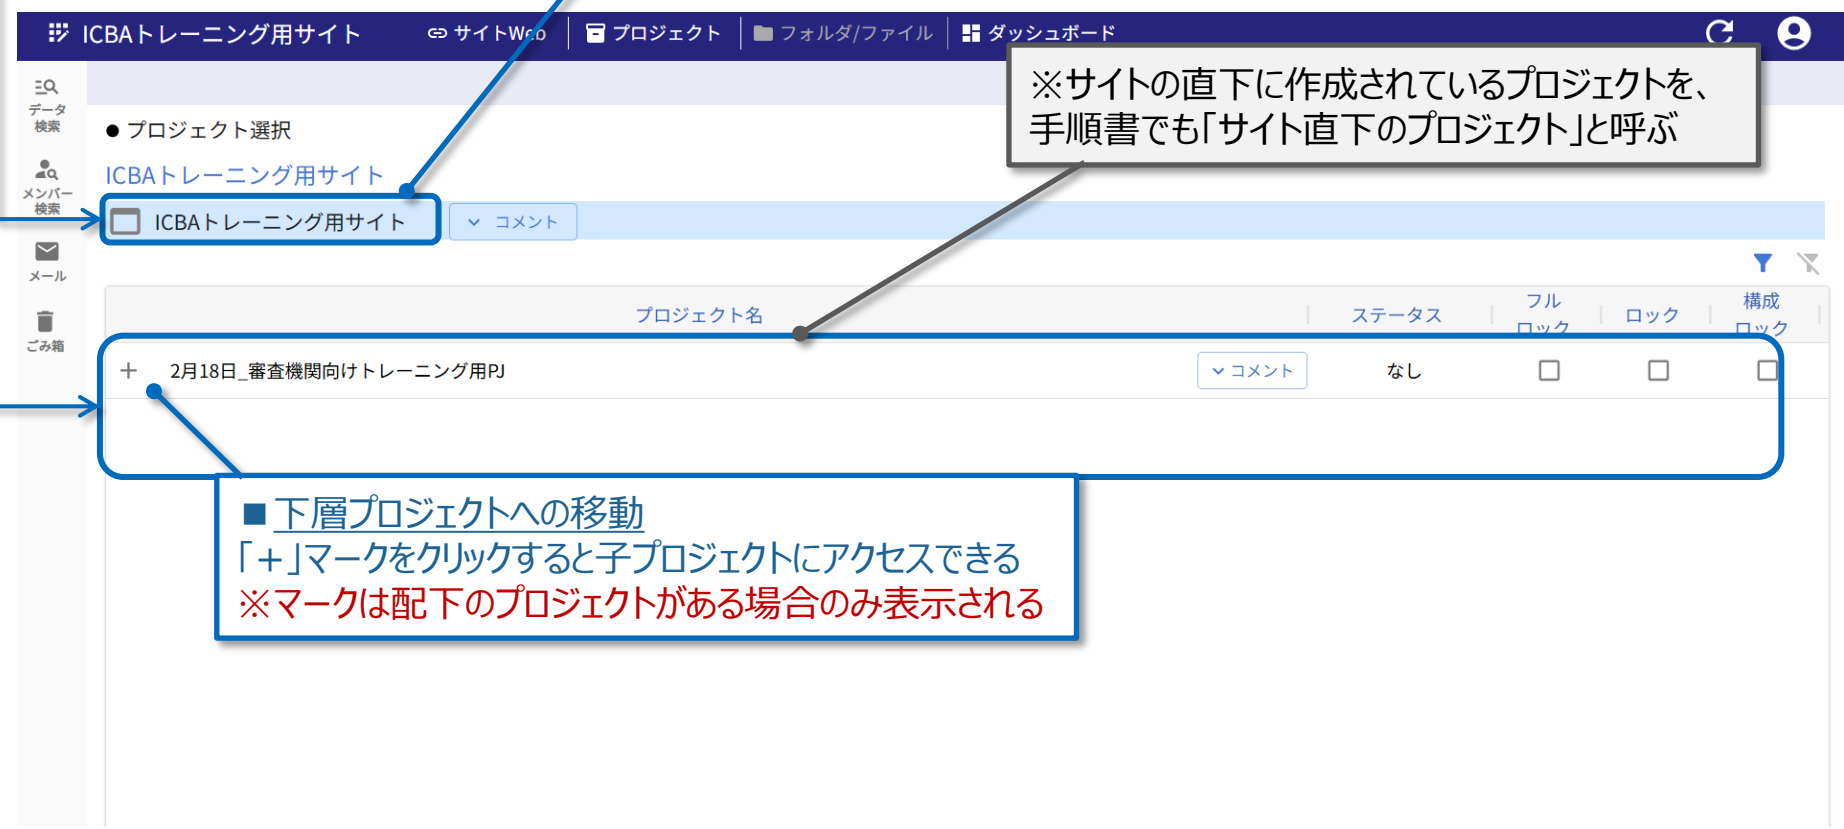 ICBAトレーニング用サイト
サイトWeb
プロジェクト
フォルダ/ファイル
ダッシュボード
※サイトの直下に作成されているプロジェクトを、
手順書でも「サイト直下のプロジェクト」と呼ぶ
データ
検索
メンバー
検索
メール
ごみ箱
● プロジェクト選択
ICBAトレーニング用サイト
ICBAトレーニング用サイト
コメント
プロジェクト名
ステータス
フル
ロック
ロック
構成
ロック
+ 2月18日_審査機関向けトレーニング用PJ
コメント
なし
■下層プロジェクトへの移動
「+」マークをクリックすると子プロジェクトにアクセスできる
※マークは配下のプロジェクトがある場合のみ表示される